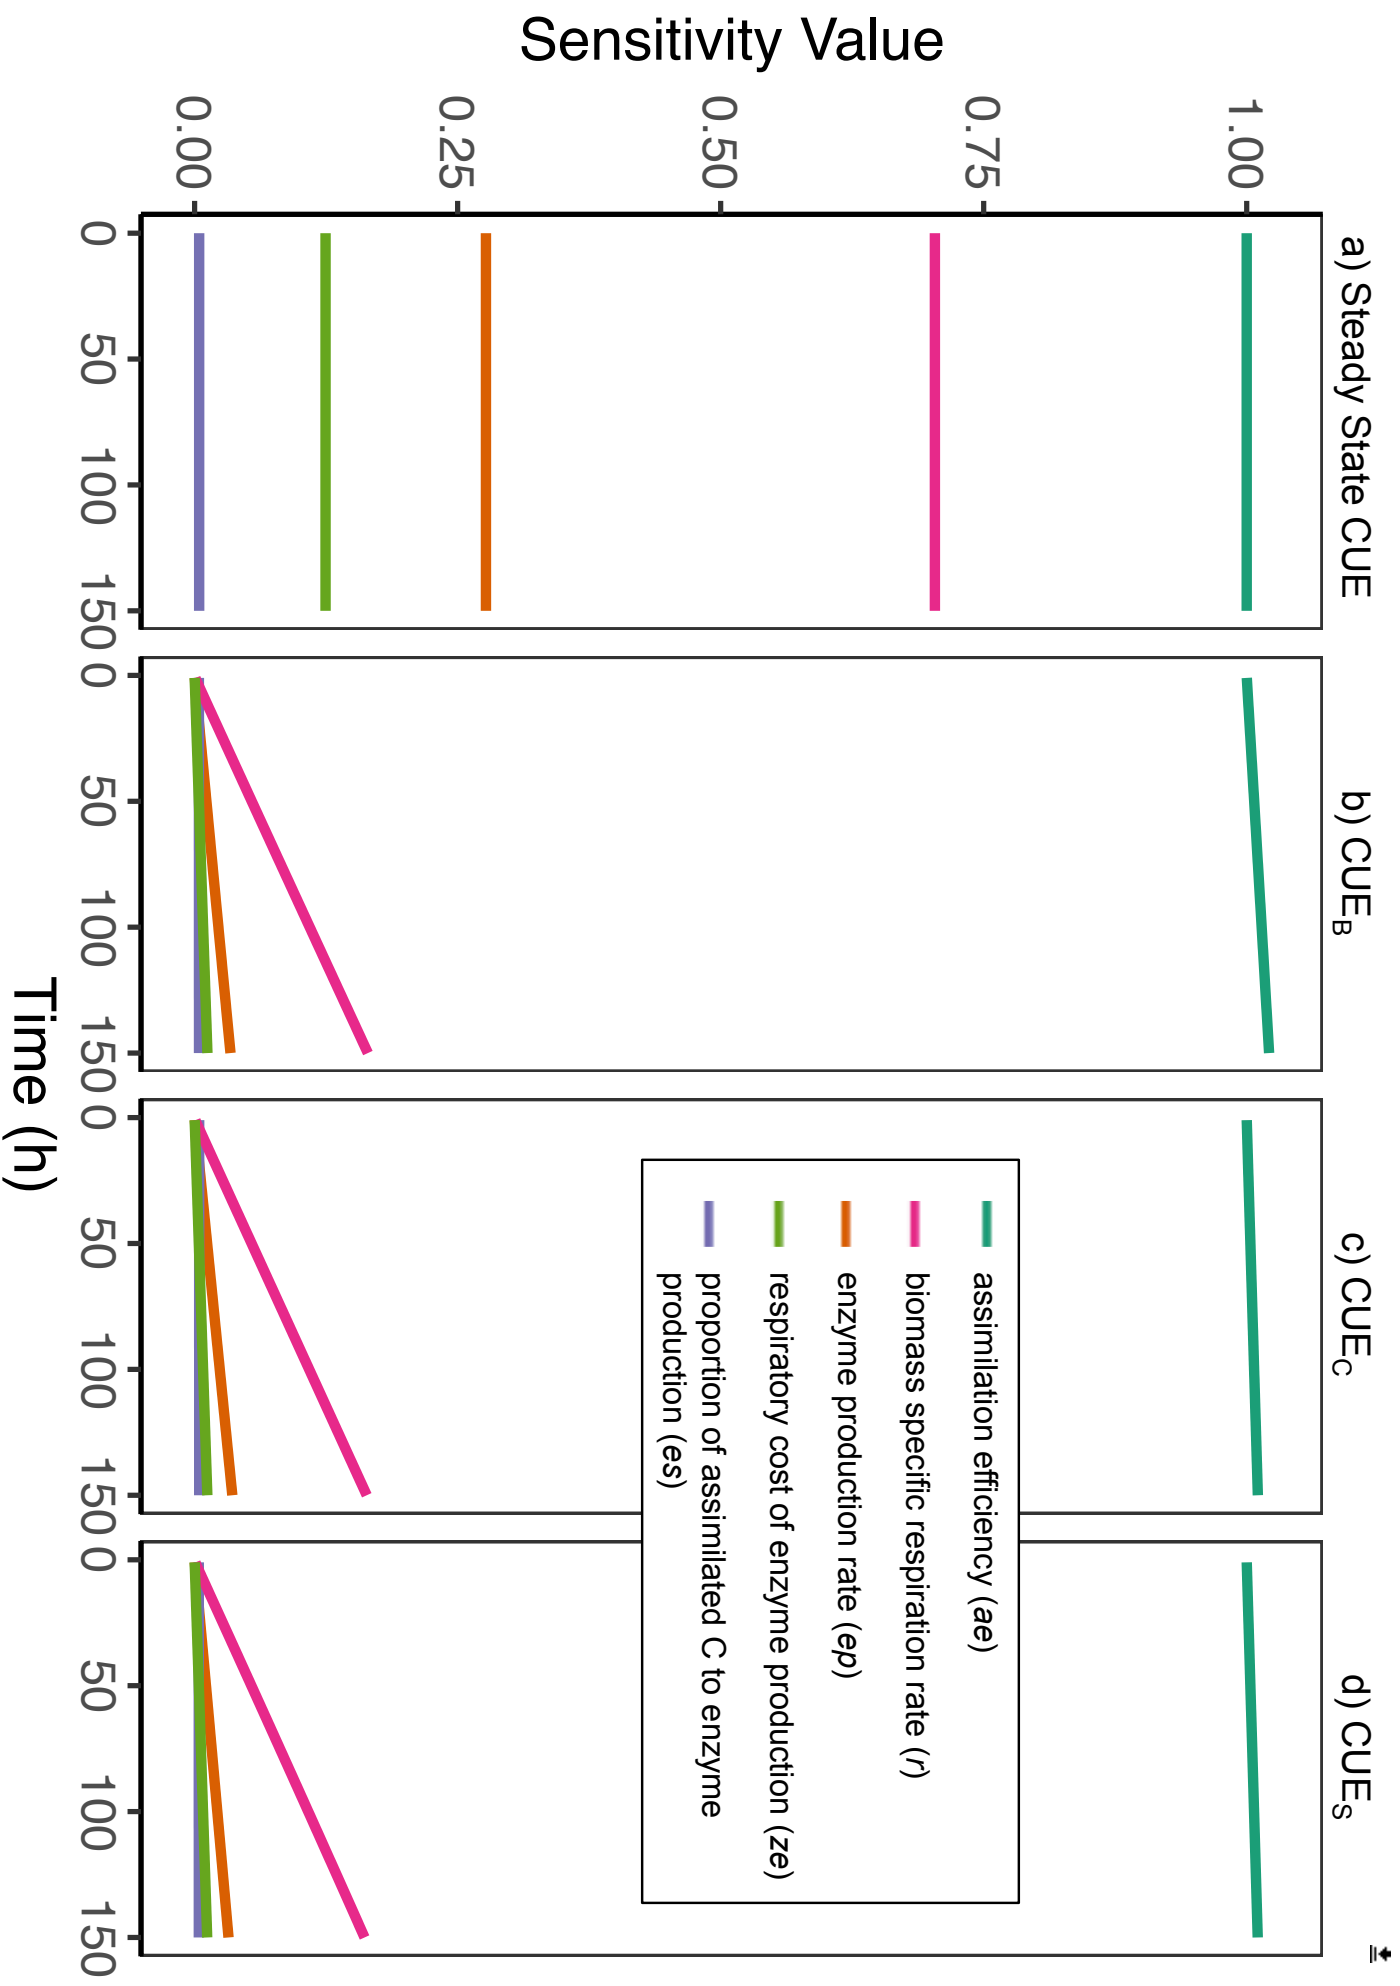 a) Steady State CUE
b) CUE_B
c) CUE_C
d) CUE_S
Sensitivity Value
1.00
0.75
0.50
0.25
0.00
assimilation efficiency (ae)
biomass specific respiration rate (r)
enzyme production rate (ep)
respiratory cost of enzyme production (ze)
proportion of assimilated C to enzyme
production (es)
0 50 100 150
0 50 100 150
0 50 100 150
0 50 100 150
Time (h)